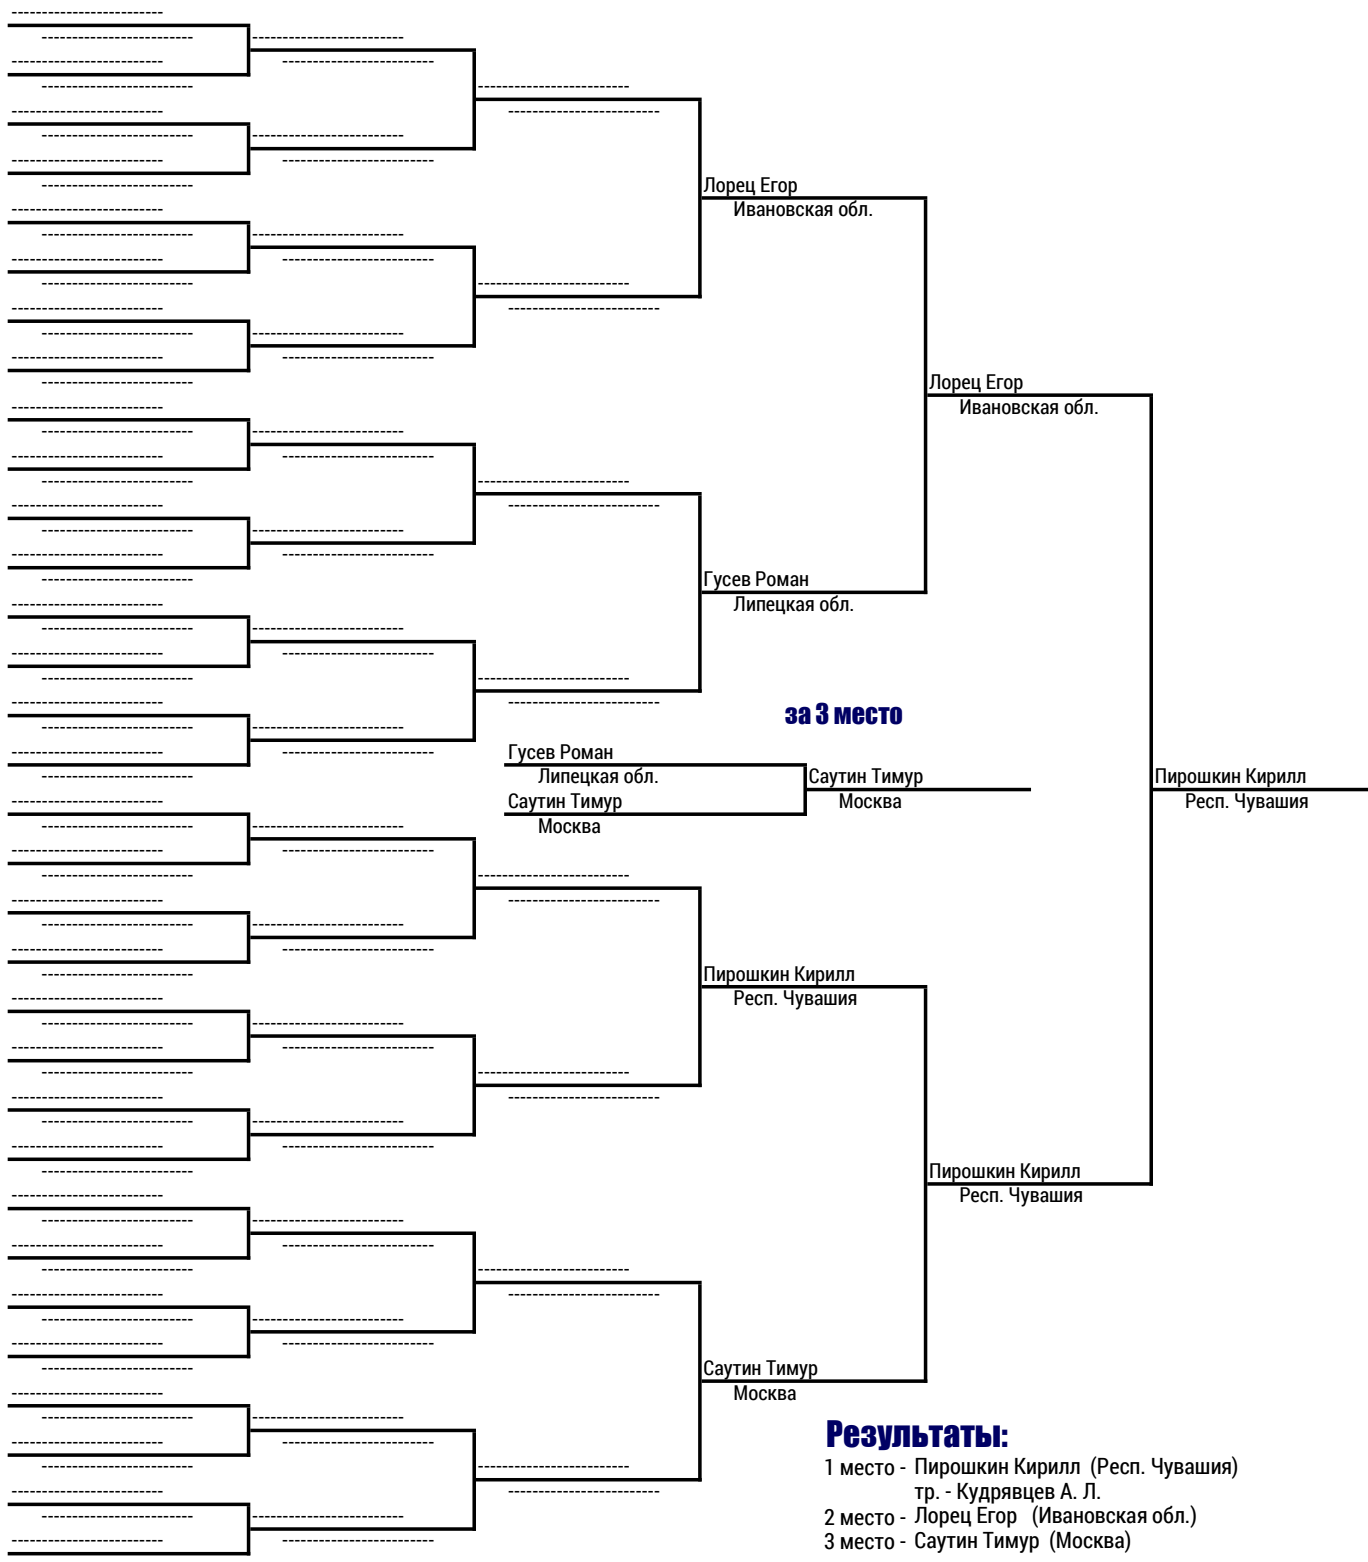 Лорец Егор
Ивановская обл.
Лорец Егор
Ивановская обл.
Гусев Роман
Липецкая обл.
за 3 место
Гусев Роман
Липецкая обл.
Саутин Тимур
Москва
Саутин Тимур
Москва
Пирошкин Кирилл
Респ. Чувашия
Пирошкин Кирилл
Респ. Чувашия
Пирошкин Кирилл
Респ. Чувашия
Саутин Тимур
Москва
Результаты:
1 место - Пирошкин Кирилл (Респ. Чувашия)
тр. - Кудрявцев А. Л.
2 место - Лорец Егор (Ивановская обл.)
3 место - Саутин Тимур (Москва)